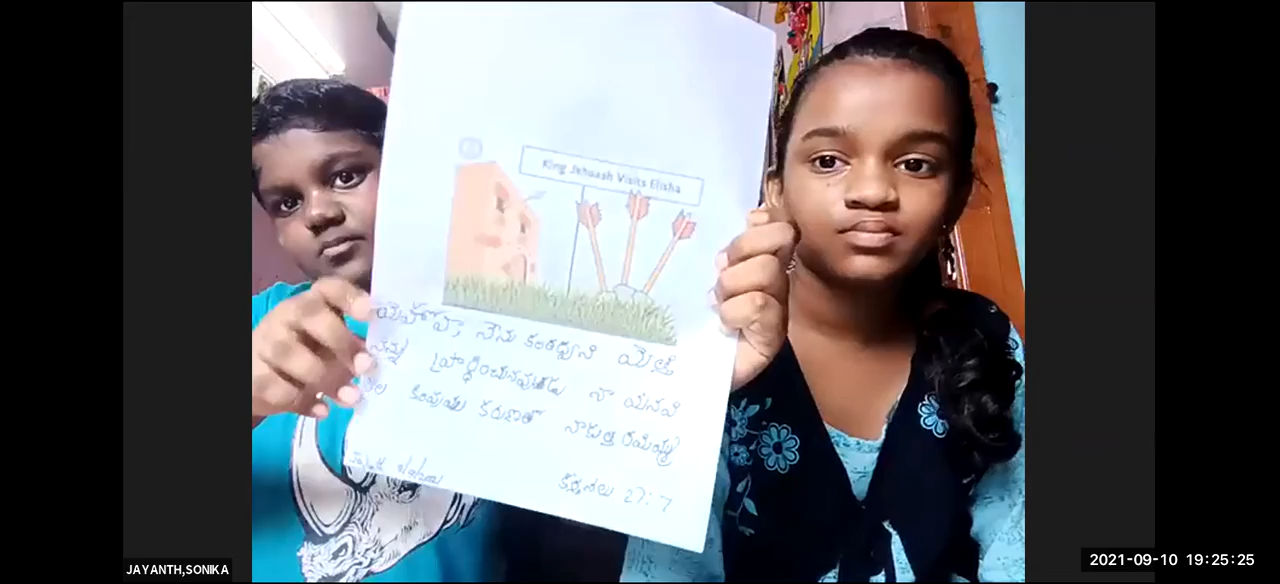 King Jehoash Visits Elisha
యెహోవా, నేను కంఠధ్వని యెత్తి
నిన్ను ప్రార్థించునపుడు నా మనవి
కరుణతో నాకుత్తరమిమ్ము
కీర్తనలు 27:7
JAYANTH,SONIKA
2021-09-10 19:25:25